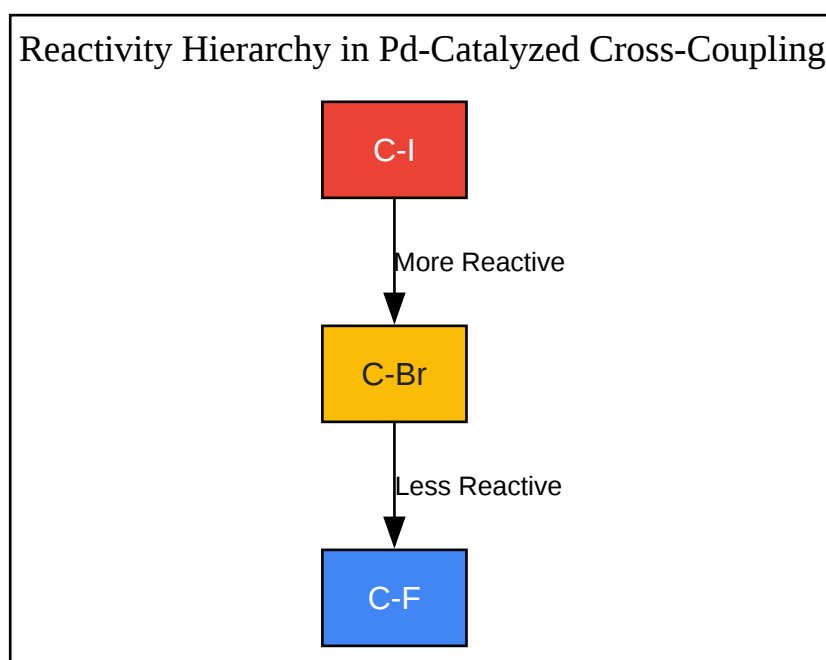 Reactivity Hierarchy in Pd-Catalyzed Cross-Coupling
C-I
More Reactive
C-Br
Less Reactive
C-F